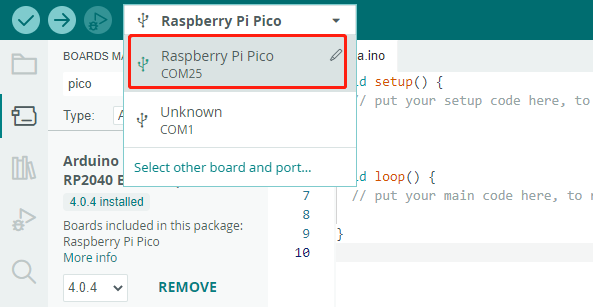 Raspberry Pi Pico
BOARDS MA
Raspberry Pi Pico
COM25
a.ino
pico
id setup() {
// put your setup code here, to
Type:
Unknown
COM1
Select other board and port...
Arduino
RP2040 B
4.0.4 installed
Boards included in this package:
Raspberry Pi Pico
More info
4.0.4
REMOVE
id loop() {
7
// put your main code here, to r
8
9
}
10